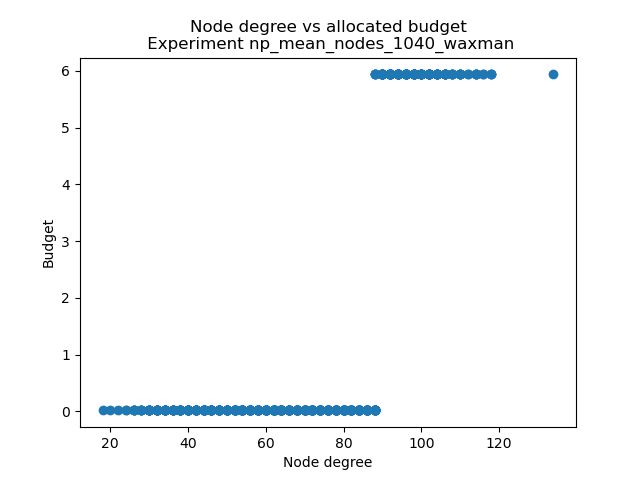 Node degree vs allocated budget
Experiment np_mean_nodes_1040_waxman
6
5
4
3
2
1
0
Budget
20 40 60 80 100 120
Node degree